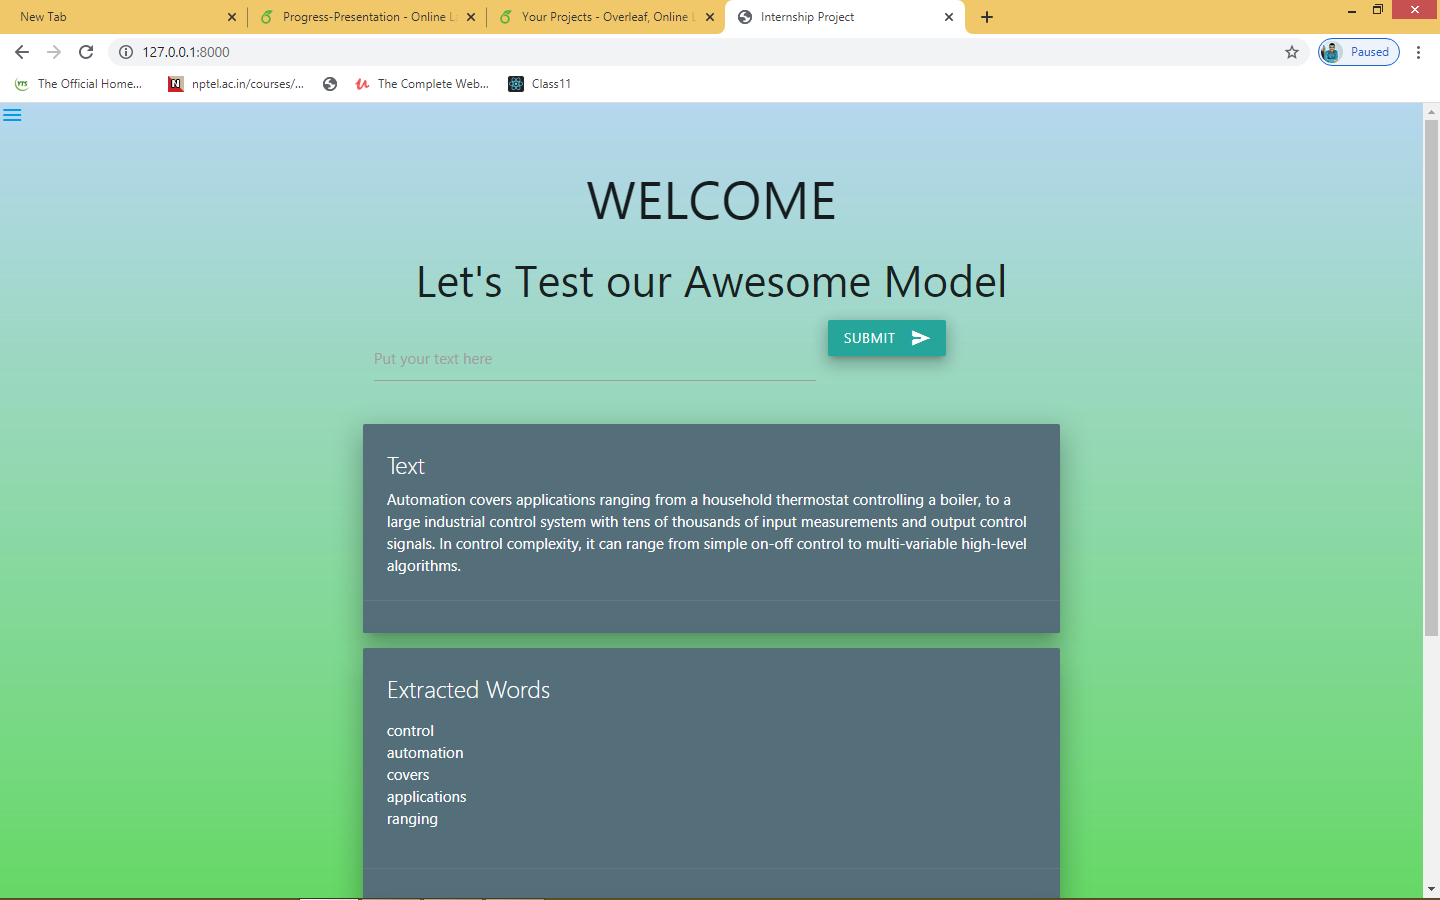 New Tab
Progress-Presentation - Online L
Your Projects - Overleaf, Online L
Internship Project
127.0.0.1:8000
Paused
The Official Home...
nptel.ac.in/courses/...
The Complete Web...
Class11
WELCOME
Let's Test our Awesome Model
SUBMIT
Put your text here
Text
Automation covers applications ranging from a household thermostat controlling a boiler, to a
large industrial control system with tens of thousands of input measurements and output control
signals. In control complexity, it can range from simple on-off control to multi-variable high-level
algorithms.
Extracted Words
control
automation
covers
applications
ranging